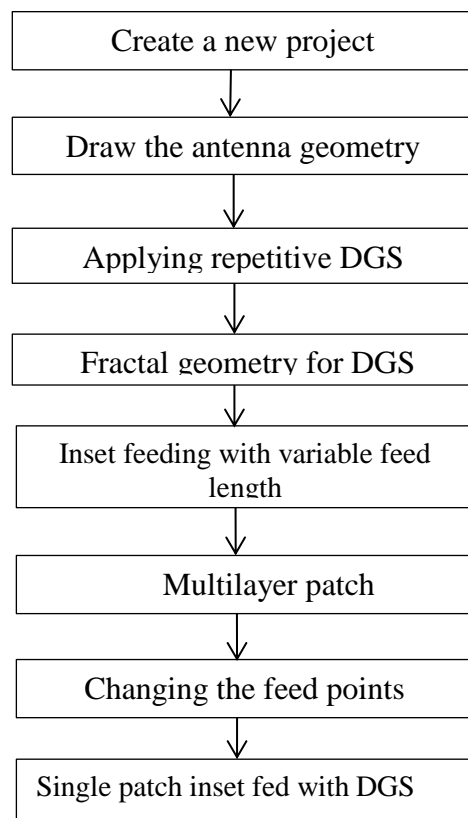 Create a new project
Draw the antenna geometry
Applying repetitive DGS
Fractal geometry for DGS
Inset feeding with variable feed
length
Multilayer patch
Changing the feed points
Single patch inset fed with DGS